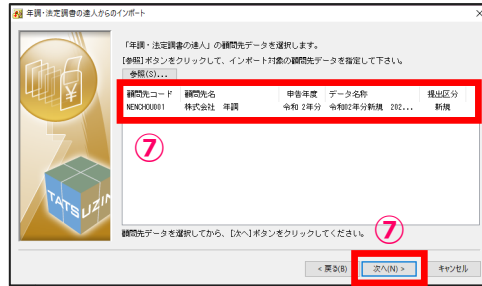 年調・法定調書の達人からのインポート
「年調・法定調書の達人」の顧問先データを選択します。
[参照]ボタンをクリックして、インポート対象の顧問先データを指定して下さい。
参照(S)...
顧問先コード 顧問先名 申告年度 データ名称 提出区分
NENCHOU001 株式会社 年調 令和 2年分 令和02年分新規 202... 新規
⑦
TATSUZIN
顧問先データを選択してから、[次へ]ボタンをクリックしてください。
⑦
< 戻る(B) 次へ(N) > キャンセル